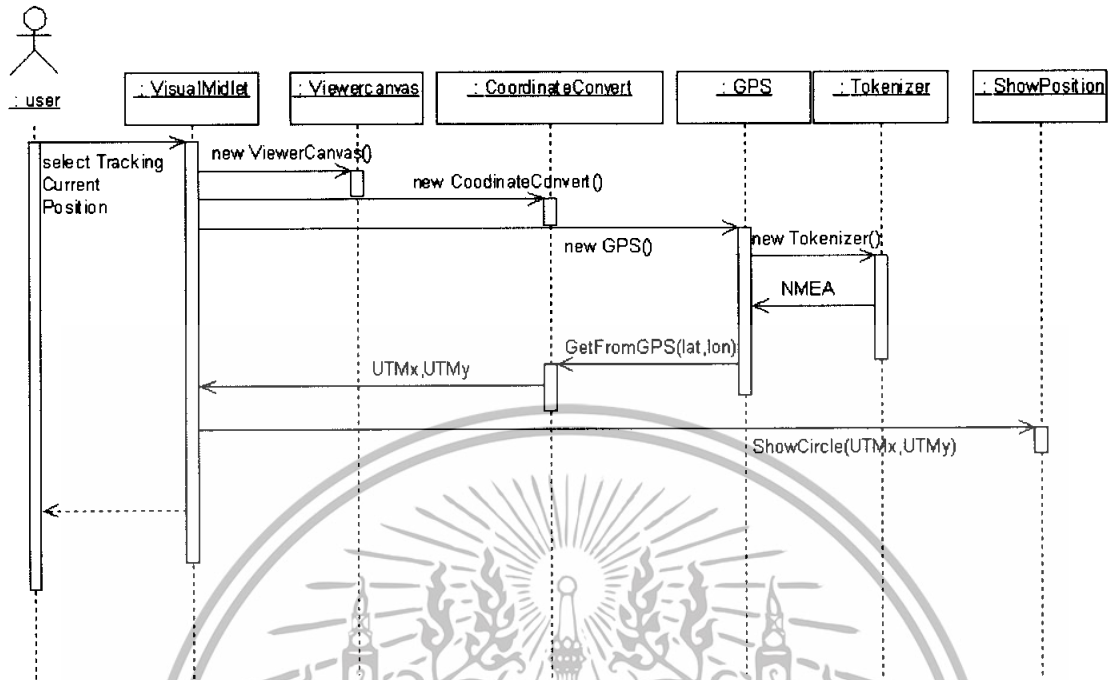 : user
: VisualMidlet
: Viewercanvas
: CoordinateConvert
: GPS
: Tokenizer
: ShowPosition
select Tracking
Current
Position
new ViewerCanvas()
new CoodinateConvert()
new GPS()
new Tokenizer()
NMEA
GetFromGPS(lat,lon)
UTMx,UTMy
ShowCircle(UTMx,UTMy)